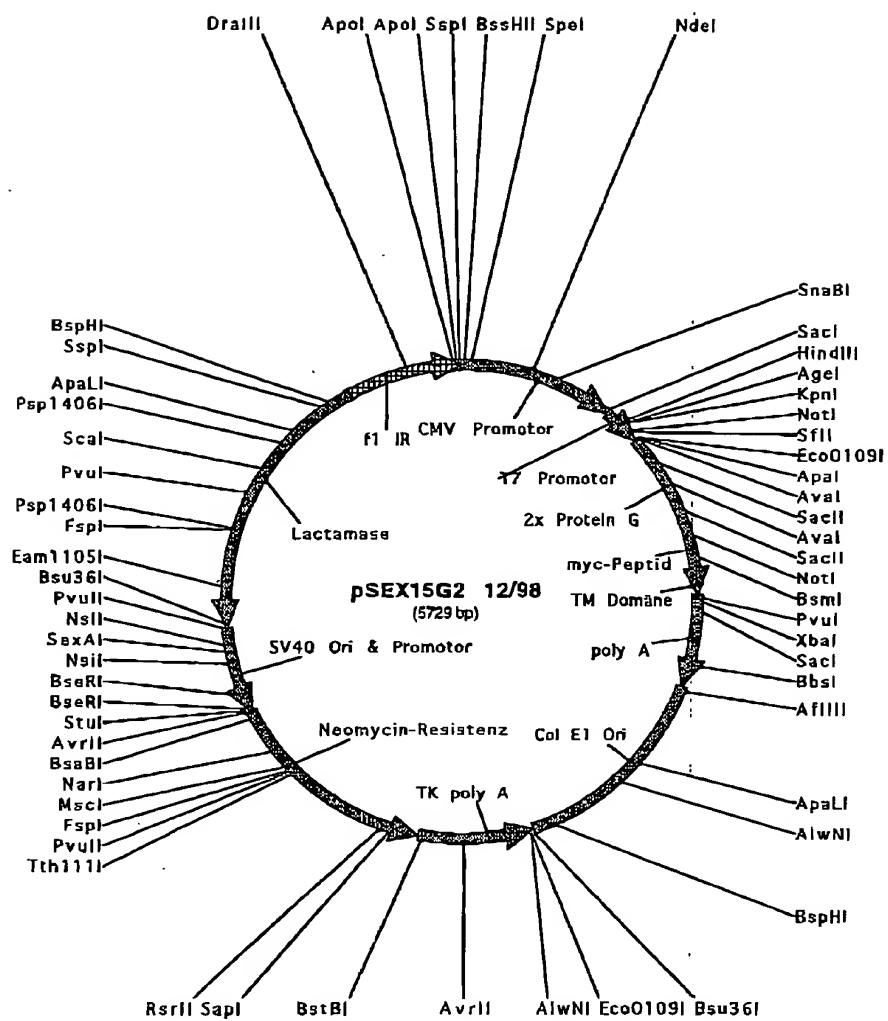 DraIII ApoI ApoI SspI BssHII SpeI NdeI
SnaBI
SacI
HindIII
AgeI
KpnI
NotI
SfiI
Eco0109I
ApaI
AvaI
SacII
AvaI
SacII
NotI
BsmI
PvuI
XbaI
SacI
BbsI
AflIII
ApaLI
AlwNI
BspHI
BspHI
SspI
ApaLI
Psp1406I
ScaI
PvuI
Psp1406I
FspI
Eam1105I
Bsu36I
PvuII
NsiI
SexAI
NsiI
BseRI
BseRI
StuI
AvrII
BsaBI
NarI
MscI
FspI
PvuII
Tth111I
f1 IR
CMV Promotor
T7 Promotor
2x Protein G
myc-Peptid
TM Domäne
poly A
Col E1 Ori
TK poly A
Neomycin-Resistenz
SV40 Ori & Promotor
Lactamase
pSEX15G2 12/98
(5729 bp)
RsrII SapI BstBI AvrII AlwNI Eco0109I Bsu36I